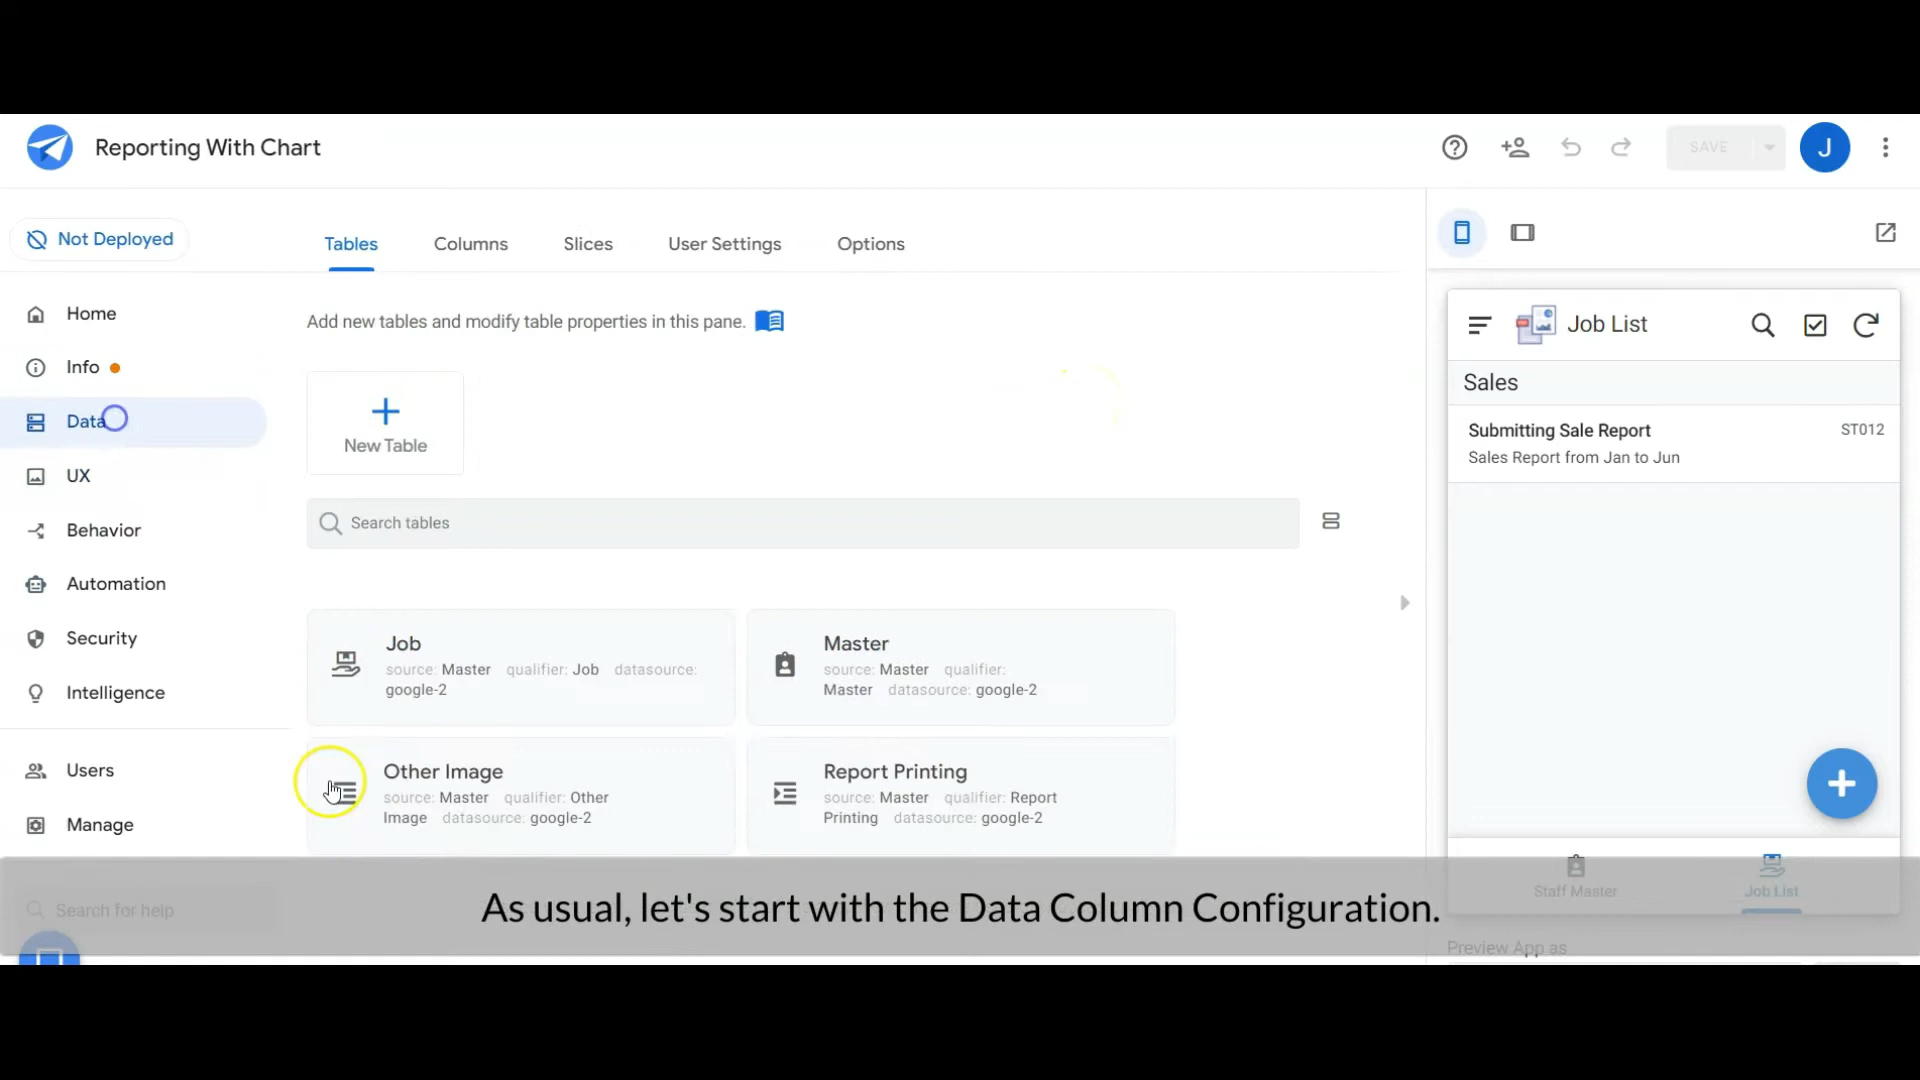 Reporting With Chart
SAVE
J
Not Deployed
Tables
Columns
Slices
User Settings
Options
Home
Info
Data
UX
Behavior
Automation
Security
Intelligence
Users
Manage
Search for help
Add new tables and modify table properties in this pane.
New Table
Search tables
Job
source: Master qualifier: Job datasource:
google-2
Master
source: Master qualifier:
Master datasource: google-2
Other Image
source: Master qualifier: Other
Image datasource: google-2
Report Printing
source: Master qualifier: Report
Printing datasource: google-2
Job List
Sales
Submitting Sale Report
ST012
Sales Report from Jan to Jun
Staff Master
Job List
Preview App as
As usual, let's start with the Data Column Configuration.